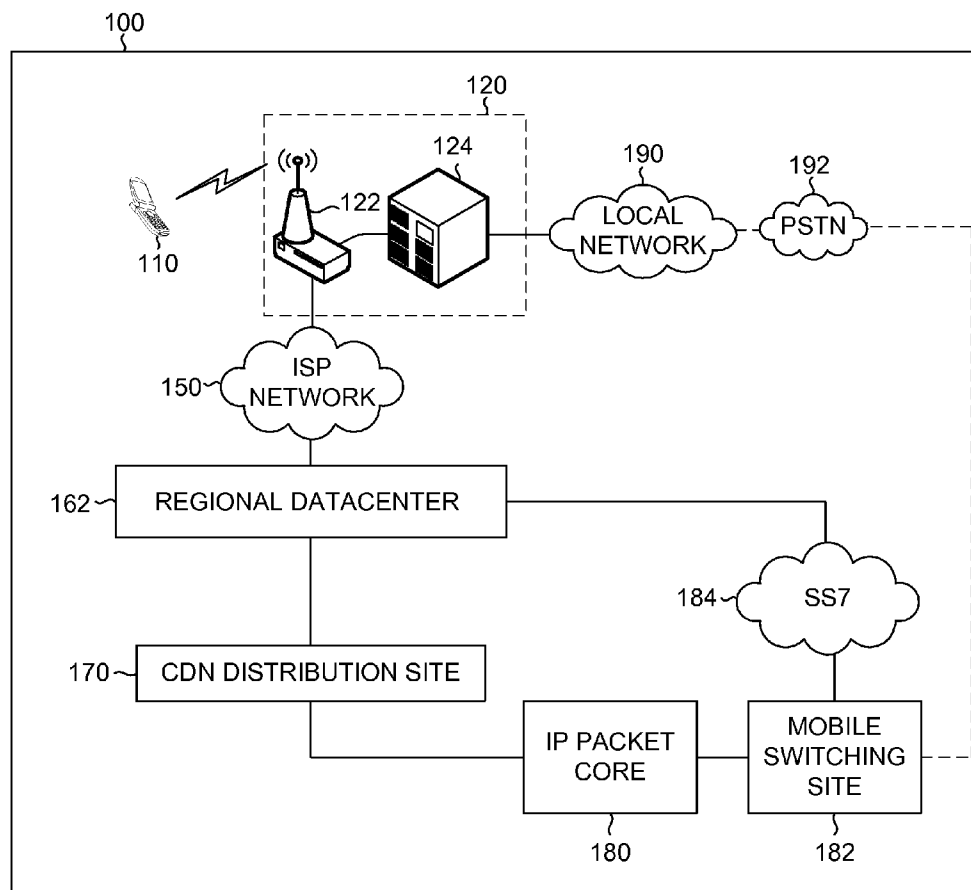 100
120
124
190
192
122
LOCAL
NETWORK
PSTN
110
ISP
NETWORK
150
162
REGIONAL DATACENTER
184
SS7
170
CDN DISTRIBUTION SITE
IP PACKET
CORE
MOBILE
SWITCHING
SITE
180
182